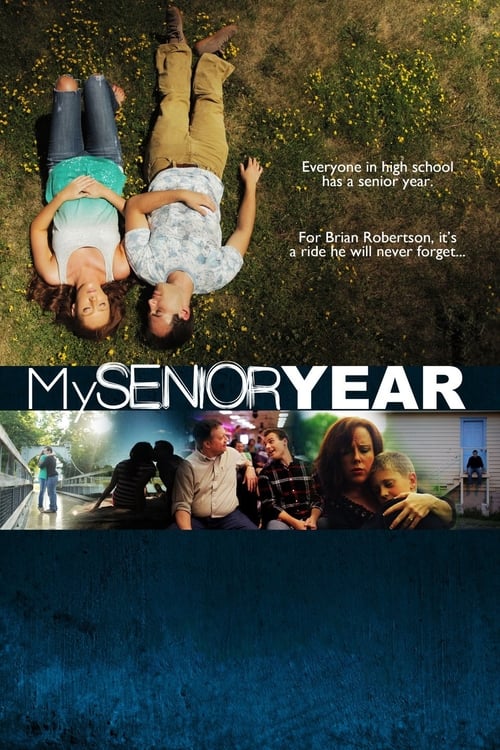 Everyone in high school
has a senior year.
For Brian Robertson, it's
a ride he will never forget...
MySENIORYEAR